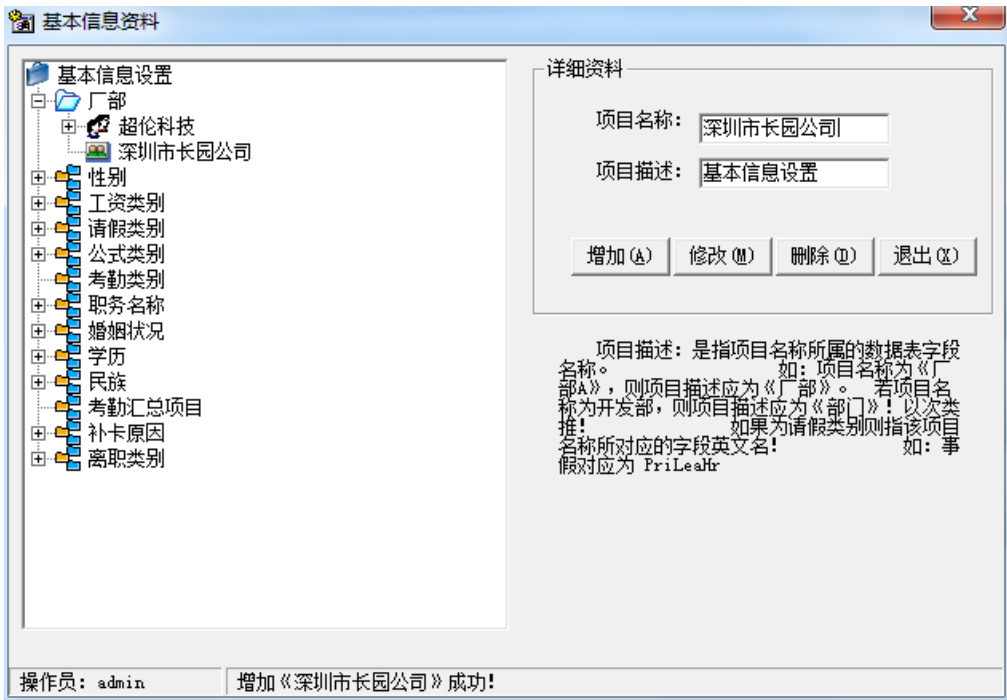 基本信息资料
基本信息设置
厂部
超伦科技
深圳市长园公司
性别
工资类别
请假类别
公式类别
考勤类别
职务名称
婚姻状况
学历
民族
考勤汇总项目
补卡原因
离职类别
详细资料
项目名称： 深圳市长园公司
项目描述： 基本信息设置
增加(A) 修改(M) 删除(D) 退出(X)
项目描述：是指项目名称所属的数据表字段
名称。 如：项目名称为《厂
部A》，则项目描述应为《厂部》。 若项目名
称为开发部，则项目描述应为《部门》！以次类
推！ 如果为请假类别则指该项目
名称所对应的字段英文名！ 如：事
假对应为 PriLeaHr
操作员：admin 增加《深圳市长园公司》成功！